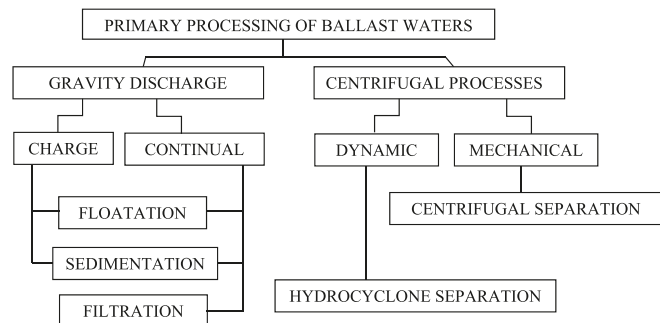 PRIMARY PROCESSING OF BALLAST WATERS
GRAVITY DISCHARGE
CENTRIFUGAL PROCESSES
CHARGE
CONTINUAL
DYNAMIC
MECHANICAL
FLOATATION
CENTRIFUGAL SEPARATION
SEDIMENTATION
HYDROCYCLONE SEPARATION
FILTRATION